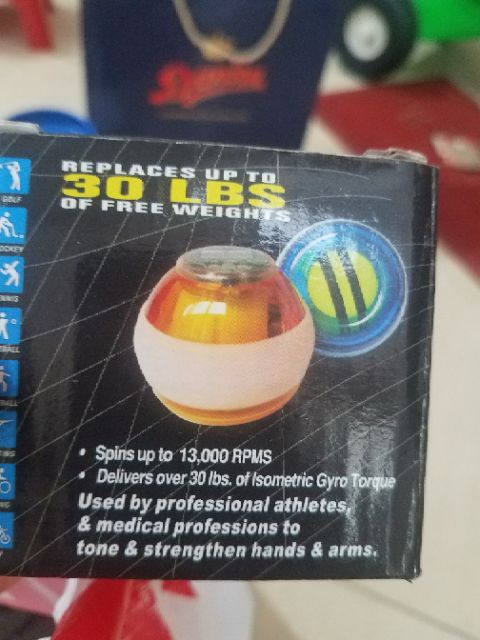 REPLACES UP TO
30 LBS
OF FREE WEIGHTS
GOLF
• Spins up to 13,000 RPMS
• Delivers over 30 lbs. of Isometric Gyro Torque
Used by professional athletes,
& medical professions to
tone & strengthen hands & arms.